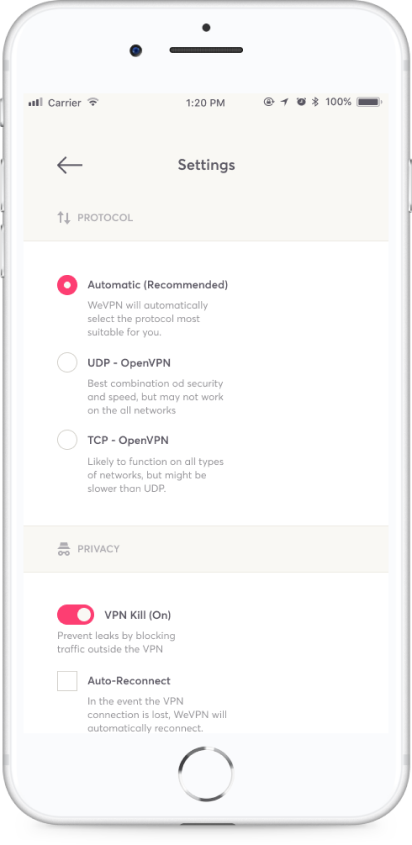 Carrier 1:20 PM 100%
Settings
PROTOCOL
Automatic (Recommended)
WeVPN will automatically
select the protocol most
suitable for you.
UDP - OpenVPN
Best combination od security
and speed, but may not work
on the all networks
TCP - OpenVPN
Likely to function on all types
of networks, but might be
slower than UDP.
PRIVACY
VPN Kill (On)
Prevent leaks by blocking
traffic outside the VPN
Auto-Reconnect
In the event the VPN
connection is lost, WeVPN will
automatically reconnect.